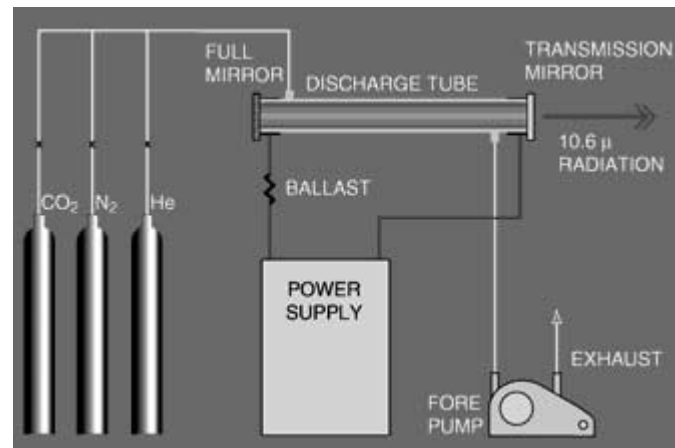 FULL
MIRROR
DISCHARGE TUBE
TRANSMISSION
MIRROR
10.6 μ
RADIATION
BALLAST
CO₂
N₂
He
POWER
SUPPLY
EXHAUST
FORE
PUMP